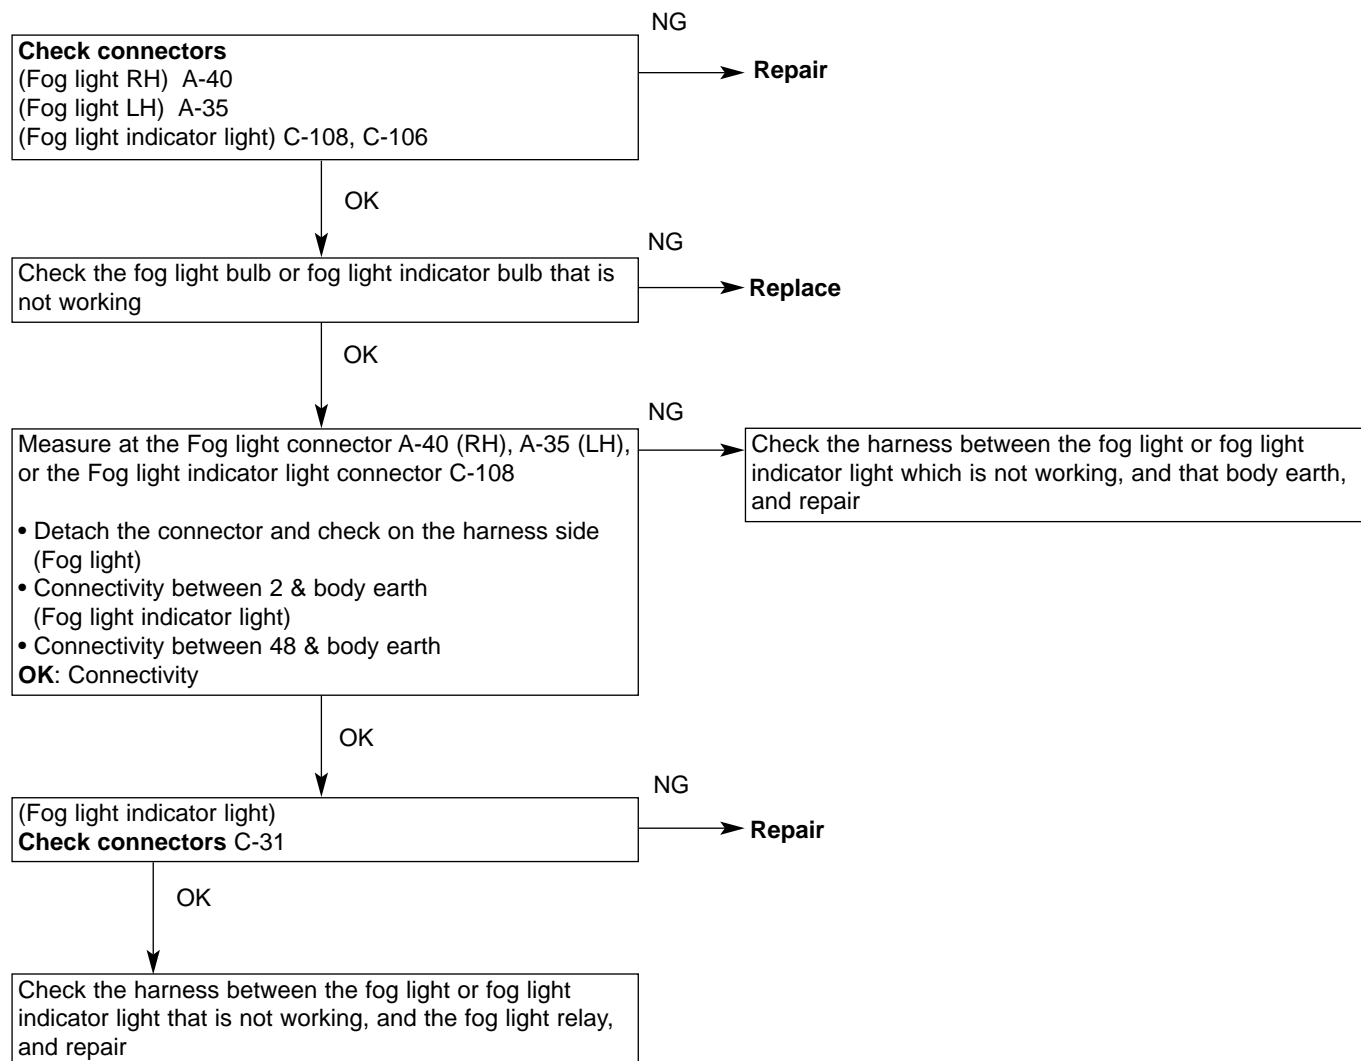 NG
Check connectors
(Fog light RH) A-40
(Fog light LH) A-35
(Fog light indicator light) C-108, C-106
Repair
OK
NG
Check the fog light bulb or fog light indicator bulb that is
not working
Replace
OK
NG
Measure at the Fog light connector A-40 (RH), A-35 (LH),
or the Fog light indicator light connector C-108
• Detach the connector and check on the harness side
(Fog light)
• Connectivity between 2 & body earth
(Fog light indicator light)
• Connectivity between 48 & body earth
OK: Connectivity
Check the harness between the fog light or fog light
indicator light which is not working, and that body earth,
and repair
OK
NG
(Fog light indicator light)
Check connectors C-31
Repair
OK
Check the harness between the fog light or fog light
indicator light that is not working, and the fog light relay,
and repair